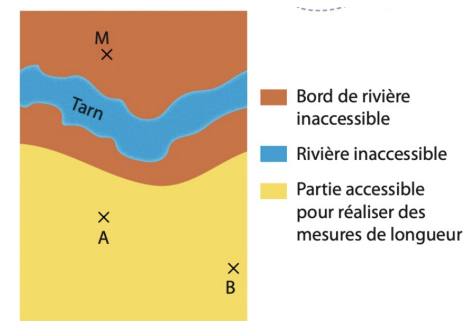 M
Tarn
A
B
Bord de rivière
inaccessible
Rivière inaccessible
Partie accessible
pour réaliser des
mesures de longueur